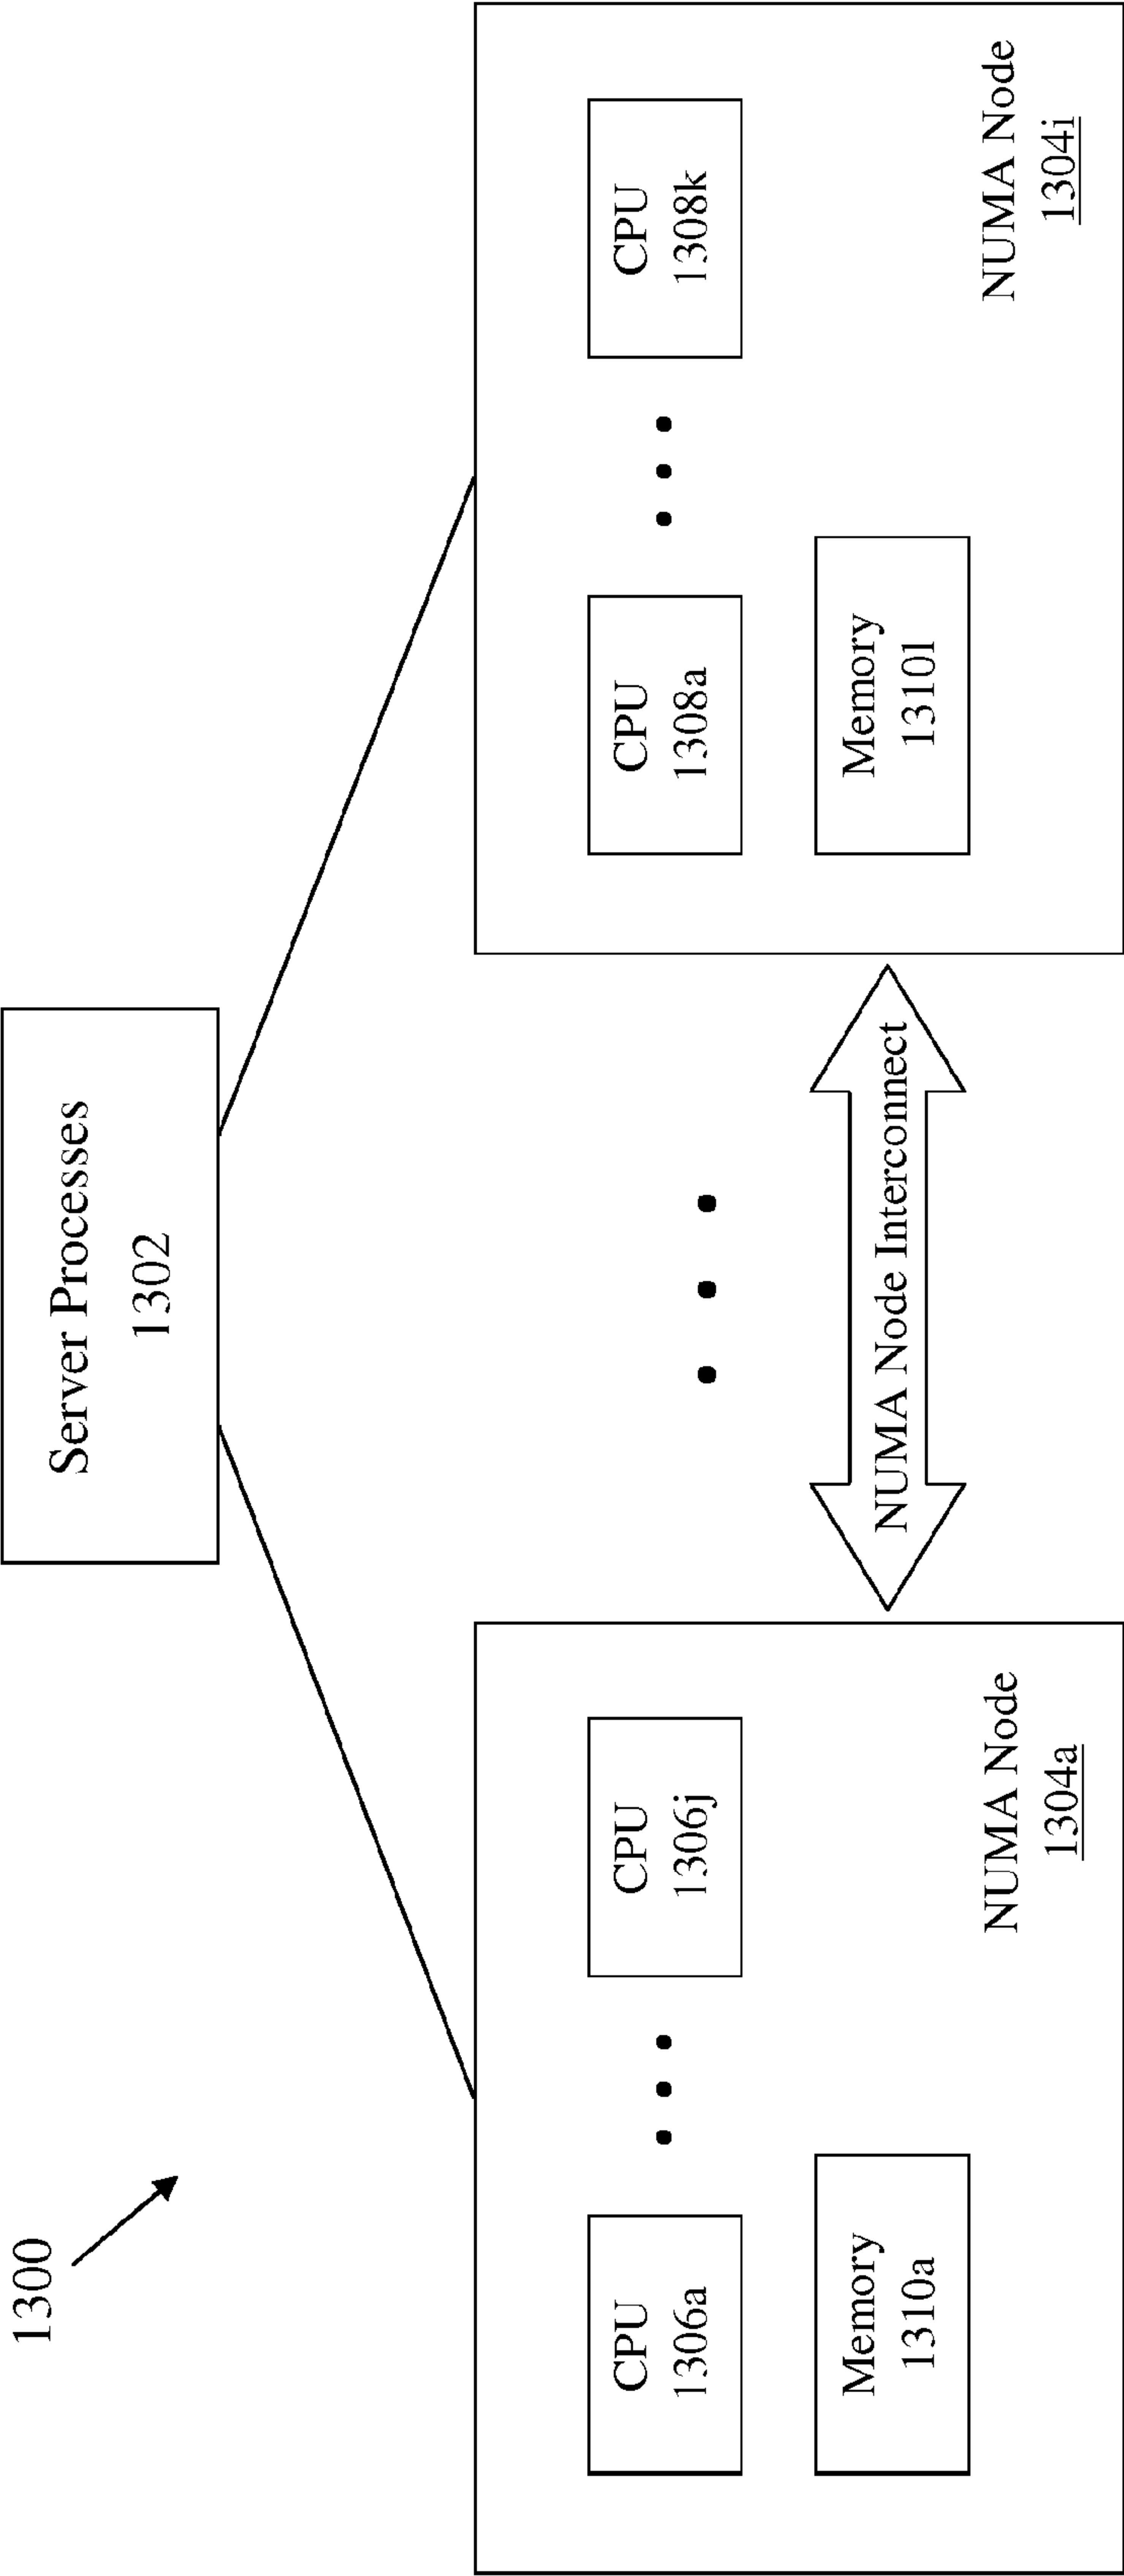 1300
Server Processes
1302
CPU
1306a
CPU
1306j
Memory
1310a
NUMA Node
1304a
NUMA Node Interconnect
CPU
1308a
CPU
1308k
Memory
1310l
NUMA Node
1304i